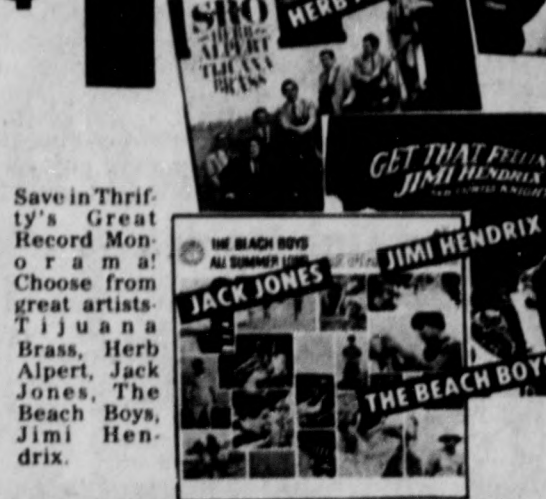 SRO
HERB
ALPERT
TIJUANA
BRASS
HERB
GET THAT FEELIN
JIMI HENDRIX
Save in Thrif-
ty's Great
Record Mon-
o r a m a!
Choose from
great artists-
T i j u a n a
Brass, Herb
Alpert, Jack
Jones, The
Beach Boys,
Jimi Hen-
drix.
THE BEACH BOYS
ALL SUMMER LONG
JACK JONES
JIMI HENDRIX
THE BEACH BOYS